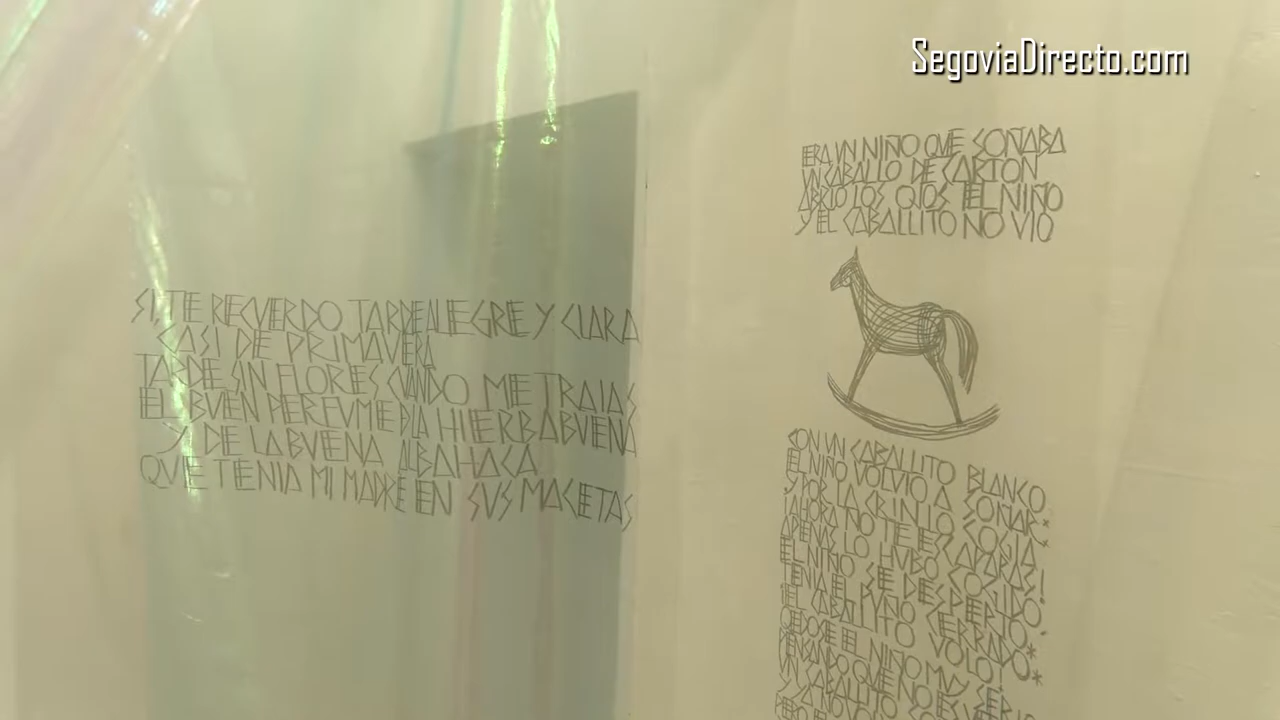 SegoviaDirecto.com
SI, TE RECUERDO TARDE ALEGRE Y CLARA
CASI DE PRIMAVERA
TARDE SIN FLORES CUANDO ME TRAIAS
EL BUEN PERFUME D LA HIERBABUENA
Y DE LA BUENA ALBAHACA
QUE TENIA MI MADRE EN SUS MACETAS
ERA UN NIÑO QUE SOÑABA
UN CABALLO DE CARTON
ABRIO LOS OJOS EL NIÑO
Y EL CABALLITO NO VIO
CON UN CABALLITO BLANCO
EL NIÑO VOLVIO A SOÑAR
Y POR LA CRIN LO COGIA
¡AHORA NO TE ESCAPARAS!
APENAS LO HUBO COGIDO
EL NIÑO SE DESPERTO.
TENIA EL PUÑO CERRADO.
¡EL CABALLITO VOLO!
QUEDOSE EL NIÑO MUY SERIO
PENSANDO QUE NO ES VERDAD
UN CABALLITO SOÑADO